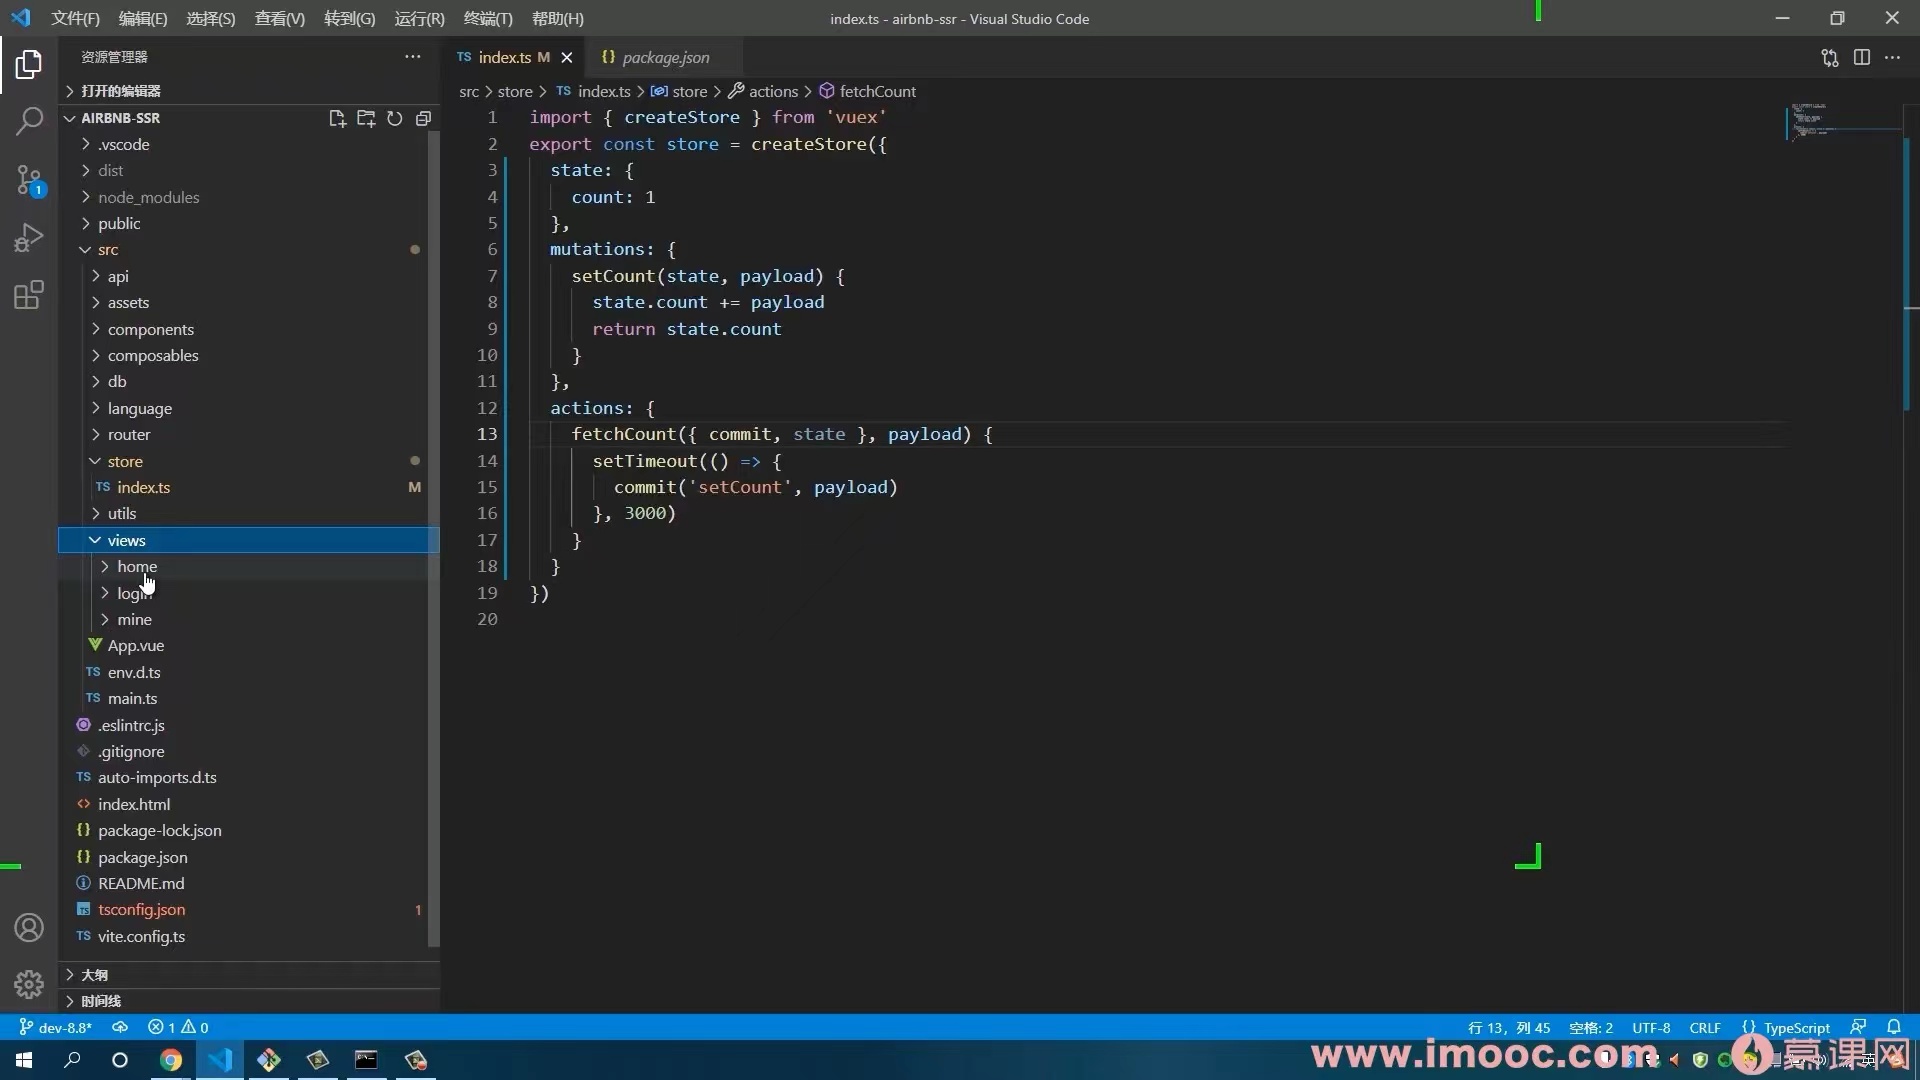 文件(F) 编辑(E) 选择(S) 查看(V) 转到(G) 运行(R) 终端(T) 帮助(H)
index.ts - airbnb-ssr - Visual Studio Code
资源管理器
打开的编辑器
AIRBNB-SSR
.vscode
dist
node_modules
public
src
api
assets
components
composables
db
language
router
store
TS index.ts M
utils
views
home
login
mine
App.vue
TS env.d.ts
TS main.ts
.eslintrc.js
.gitignore
TS auto-imports.d.ts
index.html
package-lock.json
package.json
README.md
tsconfig.json 1
TS vite.config.ts
大纲
时间线
1
TS index.ts M
package.json
src > store > TS index.ts > store > actions > fetchCount
1 import { createStore } from 'vuex'
2 export const store = createStore({
3 state: {
4 count: 1
5 },
6 mutations: {
7 setCount(state, payload) {
8 state.count += payload
9 return state.count
10 }
11 },
12 actions: {
13 fetchCount({ commit, state }, payload) {
14 setTimeout(() => {
15 commit('setCount', payload)
16 }, 3000)
17 }
18 }
19 })
20
dev-8.8* 1 0
行 13，列 45 空格: 2 UTF-8 CRLF {} TypeScript
www.imooc.com 慕课网